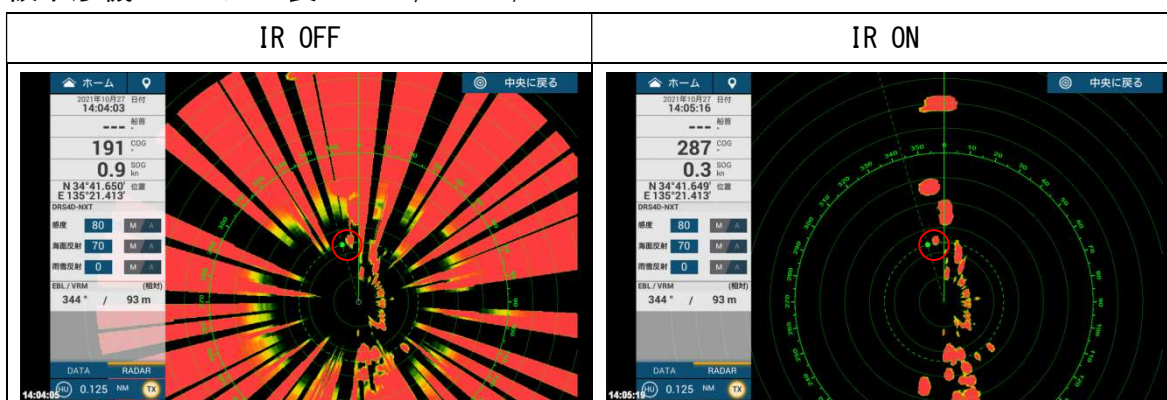 IR OFF
IR ON
ホーム
中央に戻る
2021年10月27 日付
14:04:03
--- 船首
191 COG
0.9 SOG
kn
N 34°41.650' 位置
E 135°21.413'
DRS4D-NXT
感度 80 M A
海面反射 70 M A
雨雪反射 0 M A
EBL / VRM (相対)
344° / 93 m
DATA RADAR
14:04:05 HU 0.125 NM TX
ホーム
中央に戻る
2021年10月27 日付
14:05:16
--- 船首
287 COG
0.3 SOG
kn
N 34°41.649' 位置
E 135°21.413'
DRS4D-NXT
感度 80 M A
海面反射 70 M A
雨雪反射 0 M A
EBL / VRM (相対)
344° / 93 m
DATA RADAR
14:05:19 HU 0.125 NM TX
340 350 0 10 20